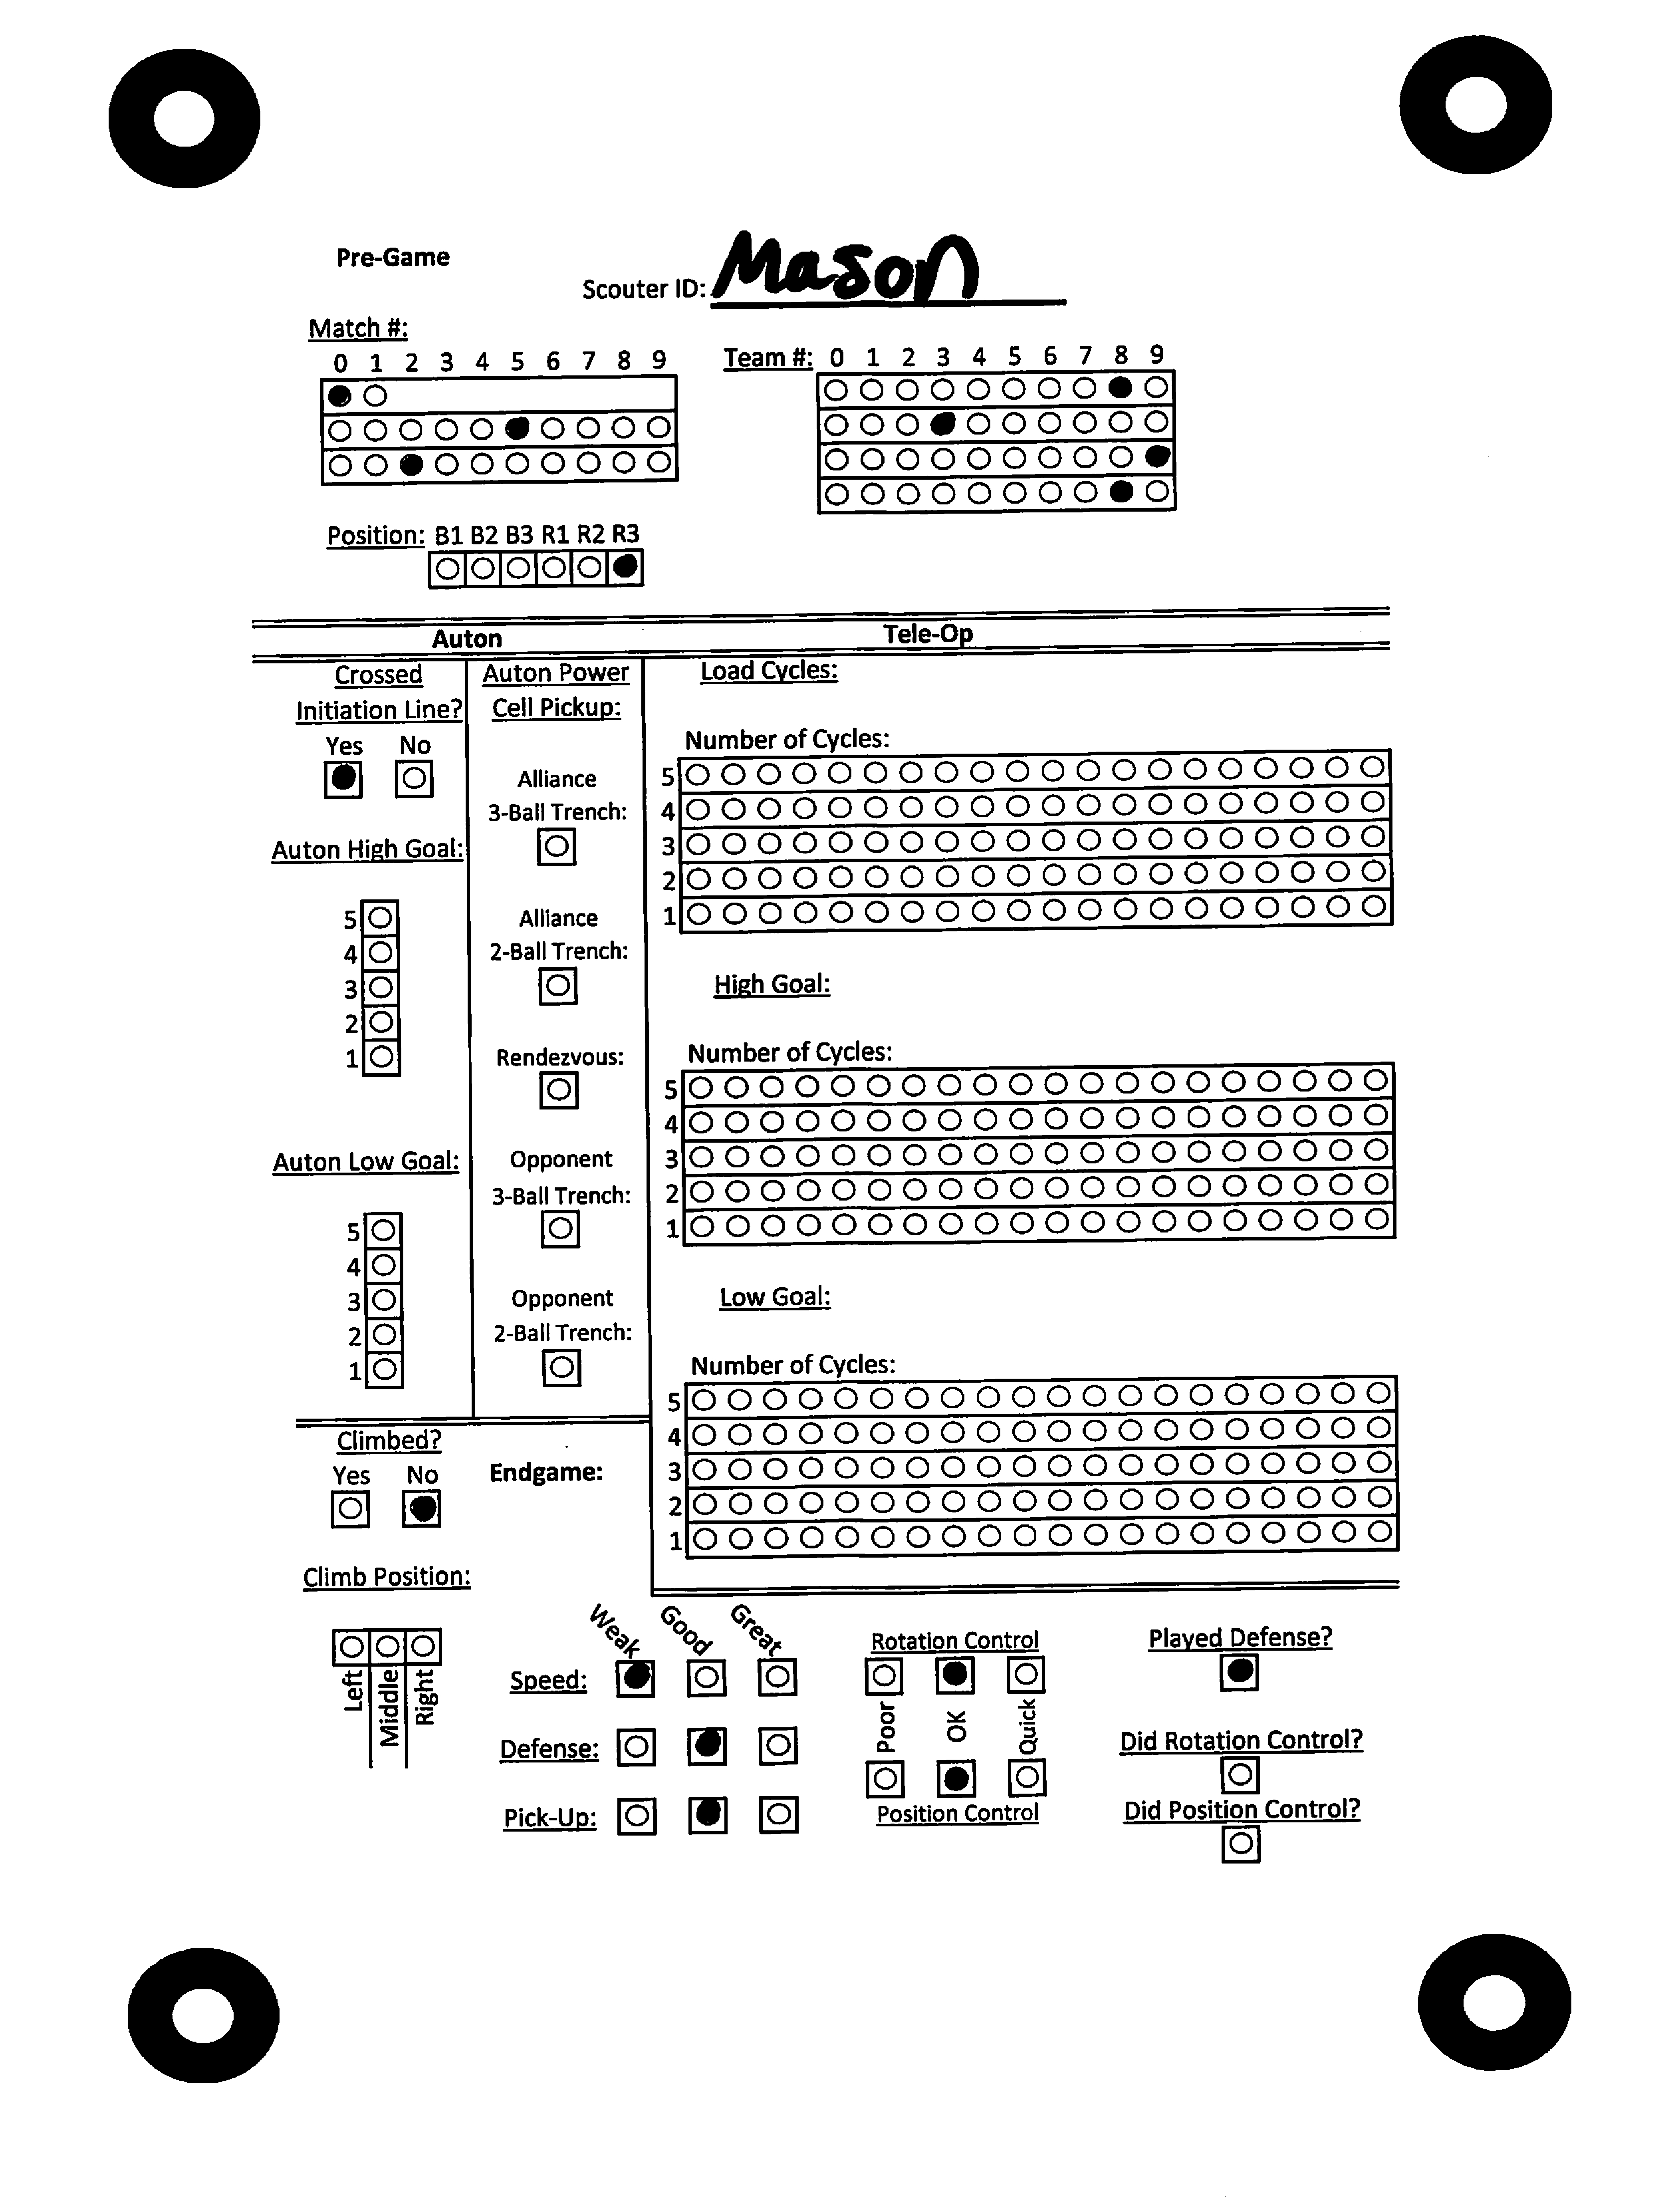 Pre-Game
Scouter ID: Mason
Match #:
0 1 2 3 4 5 6 7 8 9
Team #: 0 1 2 3 4 5 6 7 8 9
Position: B1 B2 B3 R1 R2 R3
Auton
Tele-Op
Crossed
Initiation Line?
Yes No
Auton High Goal:
5
4
3
2
1
Auton Low Goal:
5
4
3
2
1
Auton Power
Cell Pickup:
Alliance
3-Ball Trench:
Alliance
2-Ball Trench:
Rendezvous:
Opponent
3-Ball Trench:
Opponent
2-Ball Trench:
Load Cycles:
Number of Cycles:
5
4
3
2
1
High Goal:
Number of Cycles:
5
4
3
2
1
Low Goal:
Number of Cycles:
5
4
3
2
1
Climbed?
Yes No
Endgame:
Climb Position:
Left Middle Right
Weak Good Great
Speed:
Defense:
Pick-Up:
Rotation Control
Poor OK Quick
Position Control
Played Defense?
Did Rotation Control?
Did Position Control?